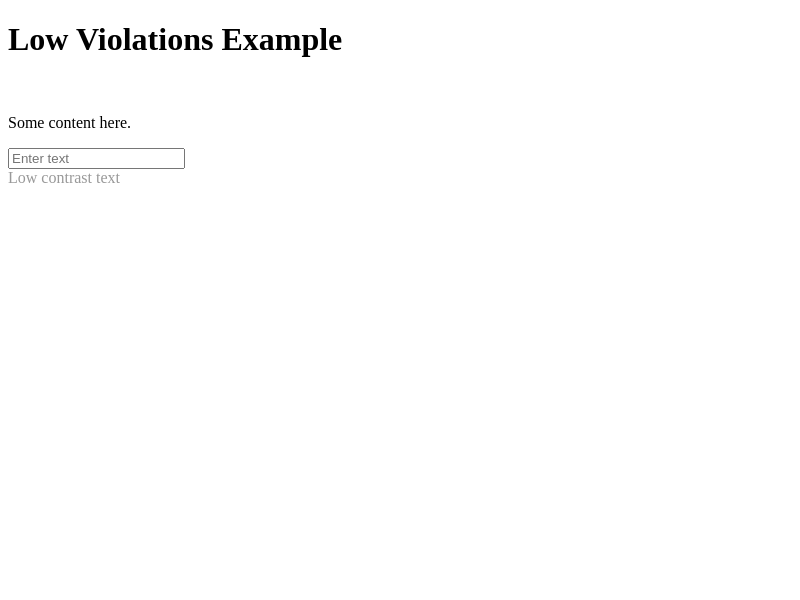 Low Violations Example
Some content here.
Enter text
Low contrast text